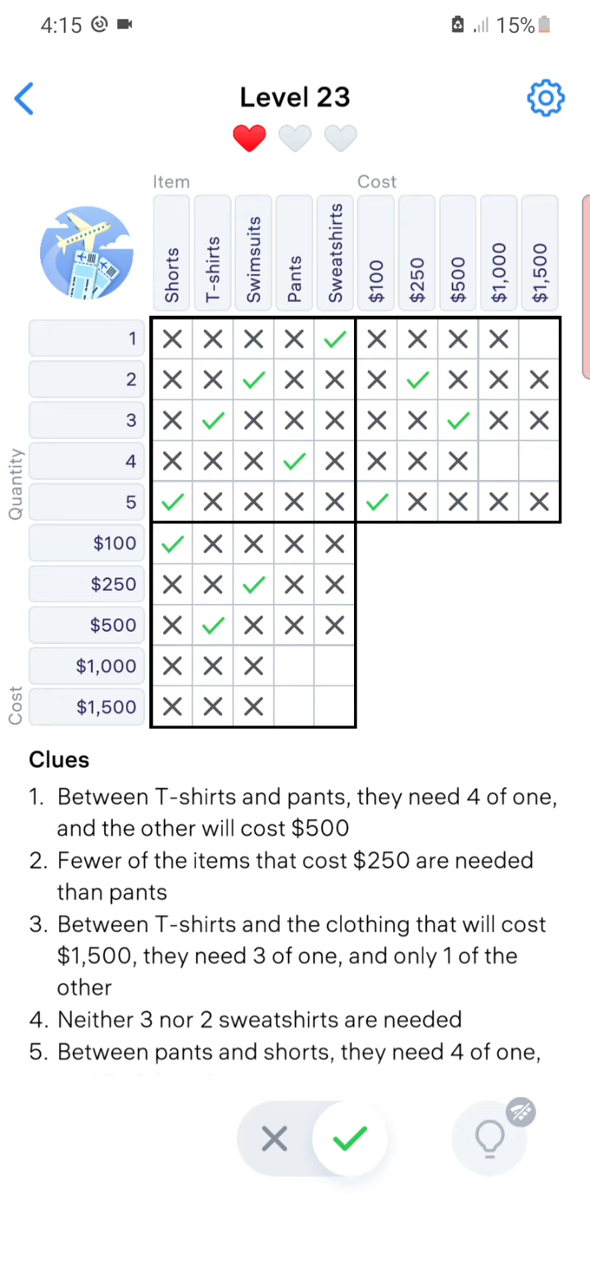 4:15
15%
Level 23
Item
Cost
Shorts
T-shirts
Swimsuits
Pants
Sweatshirts
$100
$250
$500
$1,000
$1,500
Quantity
1
2
3
4
5
Cost
$100
$250
$500
$1,000
$1,500
Clues
1. Between T-shirts and pants, they need 4 of one,
and the other will cost $500
2. Fewer of the items that cost $250 are needed
than pants
3. Between T-shirts and the clothing that will cost
$1,500, they need 3 of one, and only 1 of the
other
4. Neither 3 nor 2 sweatshirts are needed
5. Between pants and shorts, they need 4 of one,